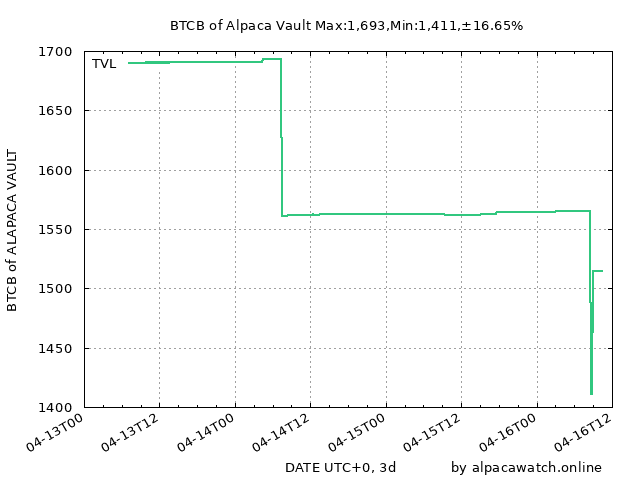 BTCB of Alpaca Vault Max:1,693,Min:1,411,±16.65%
TVL
1700
1650
1600
1550
1500
1450
1400
BTCB of ALAPACA VAULT
04-13T00
04-13T12
04-14T00
04-14T12
04-15T00
04-15T12
04-16T00
04-16T12
DATE UTC+0, 3d
by alpacawatch.online